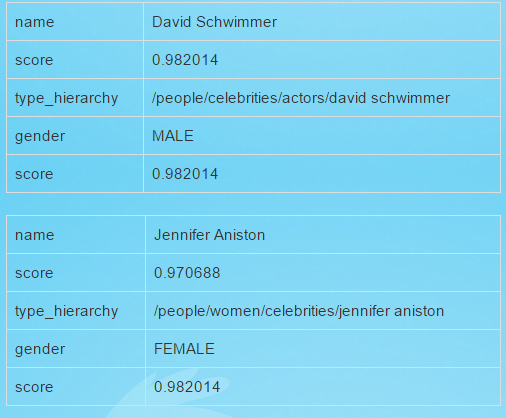 name David Schwimmer
score 0.982014
type_hierarchy /people/celebrities/actors/david schwimmer
gender MALE
score 0.982014
name Jennifer Aniston
score 0.970688
type_hierarchy /people/women/celebrities/jennifer aniston
gender FEMALE
score 0.982014